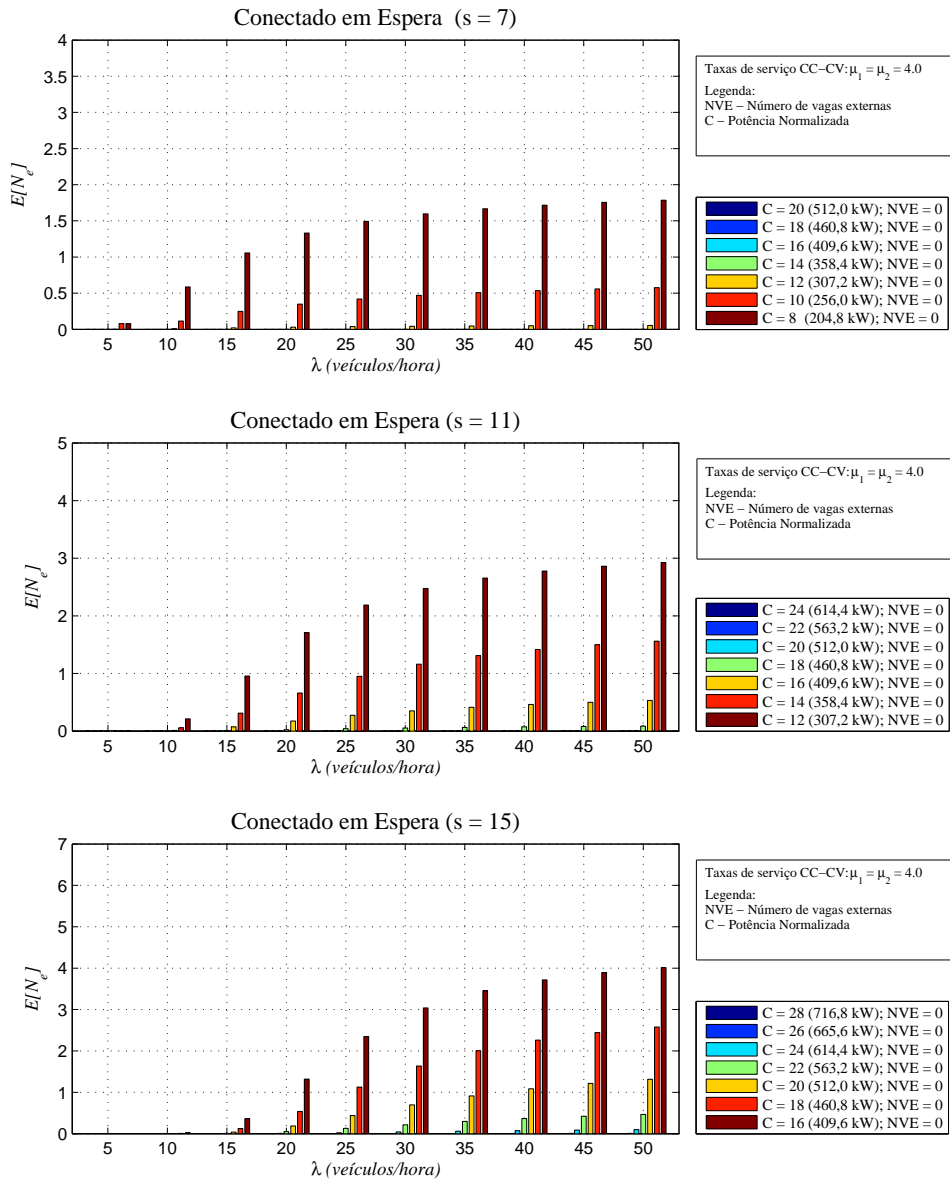 Conectado em Espera (s = 7)
4
3.5
3
2.5
2
1.5
1
0.5
0
E[N_e]
5 10 15 20 25 30 35 40 45 50
λ (veículos/hora)
Taxas de serviço CC−CV: μ₁ = μ₂ = 4.0
Legenda:
NVE − Número de vagas externas
C − Potência Normalizada
C = 20 (512,0 kW); NVE = 0
C = 18 (460,8 kW); NVE = 0
C = 16 (409,6 kW); NVE = 0
C = 14 (358,4 kW); NVE = 0
C = 12 (307,2 kW); NVE = 0
C = 10 (256,0 kW); NVE = 0
C = 8 (204,8 kW); NVE = 0
Conectado em Espera (s = 11)
5
4
3
2
1
0
E[N_e]
5 10 15 20 25 30 35 40 45 50
λ (veículos/hora)
Taxas de serviço CC−CV: μ₁ = μ₂ = 4.0
Legenda:
NVE − Número de vagas externas
C − Potência Normalizada
C = 24 (614,4 kW); NVE = 0
C = 22 (563,2 kW); NVE = 0
C = 20 (512,0 kW); NVE = 0
C = 18 (460,8 kW); NVE = 0
C = 16 (409,6 kW); NVE = 0
C = 14 (358,4 kW); NVE = 0
C = 12 (307,2 kW); NVE = 0
Conectado em Espera (s = 15)
7
6
5
4
3
2
1
0
E[N_e]
5 10 15 20 25 30 35 40 45 50
λ (veículos/hora)
Taxas de serviço CC−CV: μ₁ = μ₂ = 4.0
Legenda:
NVE − Número de vagas externas
C − Potência Normalizada
C = 28 (716,8 kW); NVE = 0
C = 26 (665,6 kW); NVE = 0
C = 24 (614,4 kW); NVE = 0
C = 22 (563,2 kW); NVE = 0
C = 20 (512,0 kW); NVE = 0
C = 18 (460,8 kW); NVE = 0
C = 16 (409,6 kW); NVE = 0